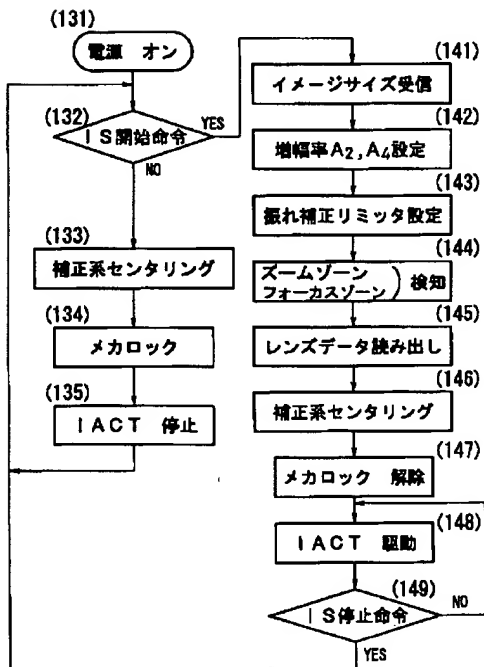 (131)
電源 オン
(132)
IS開始命令
YES
NO
(133)
補正系センタリング
(134)
メカロック
(135)
IACT 停止
(141)
イメージサイズ受信
(142)
増幅率A2,A4設定
(143)
振れ補正リミッタ設定
(144)
ズームゾーン
フォーカスゾーン ) 検知
(145)
レンズデータ読み出し
(146)
補正系センタリング
(147)
メカロック 解除
(148)
IACT 駆動
(149)
IS停止命令
NO
YES